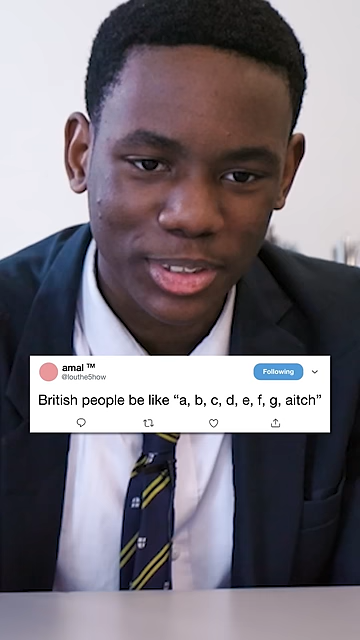 amal ™
@louthe5how
Following
British people be like “a, b, c, d, e, f, g, aitch”